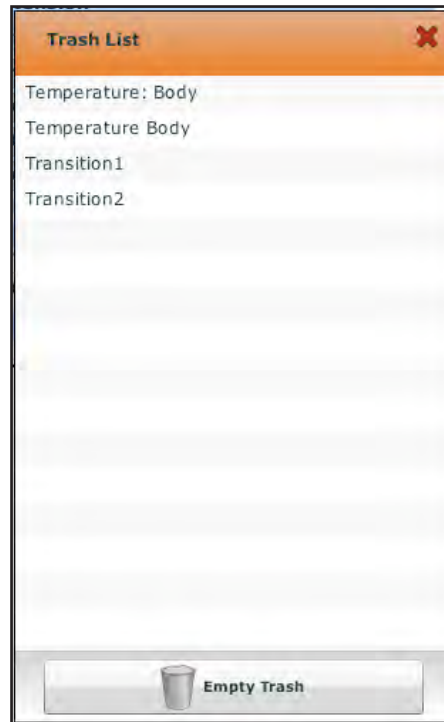 Trash List
Temperature: Body
Temperature Body
Transition1
Transition2
Empty Trash